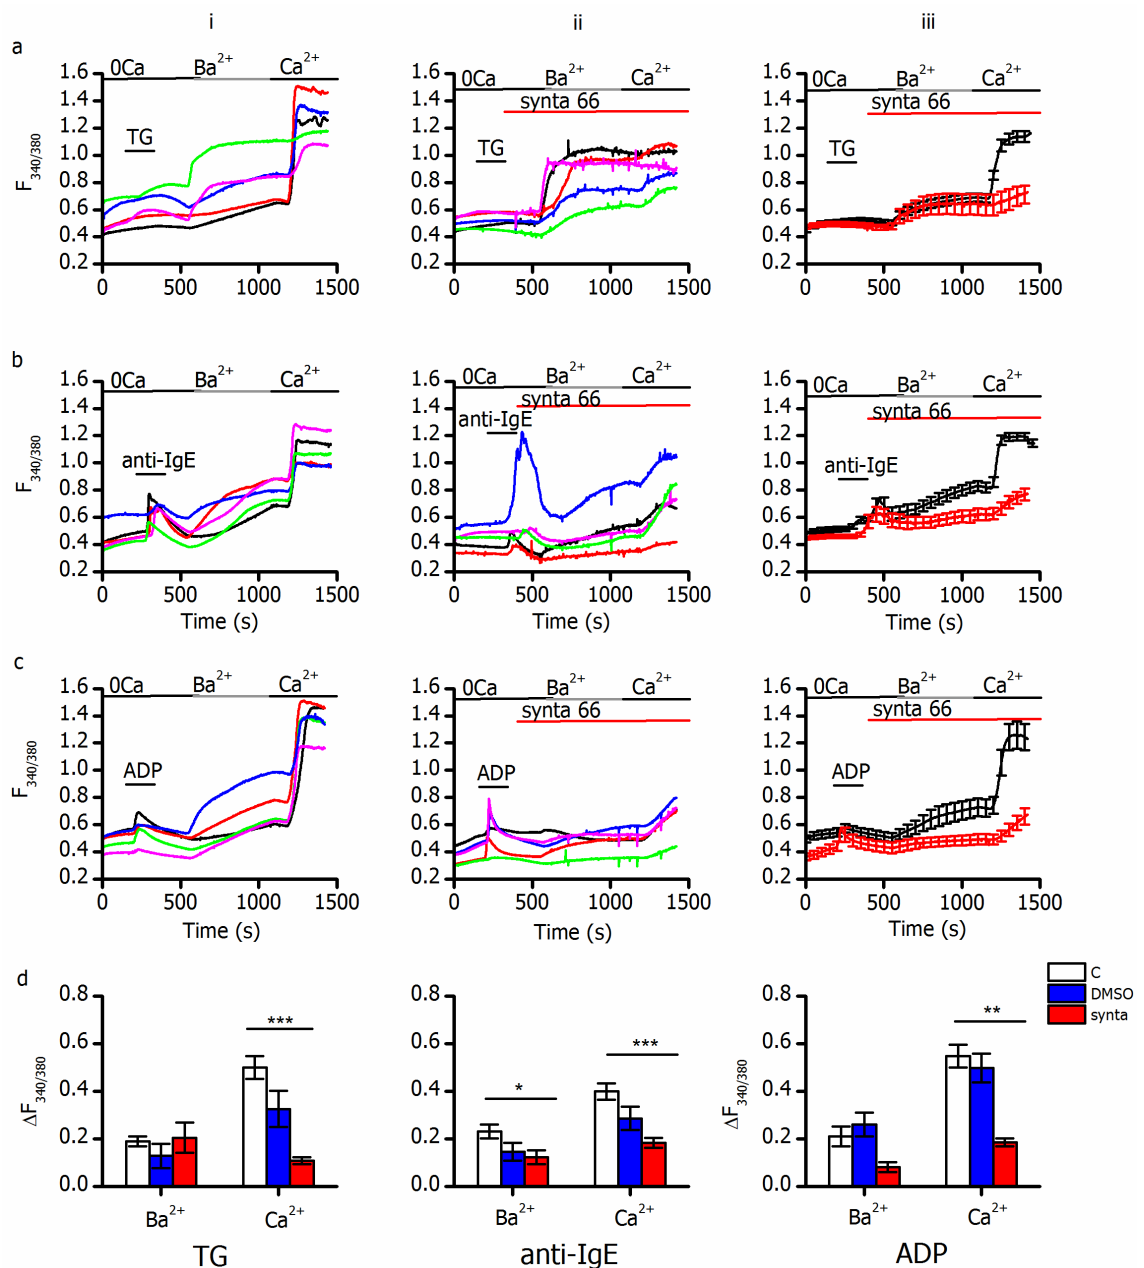 i ii iii
a
0Ca Ba2+ Ca2+
TG
F340/380
1.6
1.4
1.2
1.0
0.8
0.6
0.4
0.2
0 500 1000 1500
0Ca Ba2+ Ca2+
synta 66
TG
1.6
1.4
1.2
1.0
0.8
0.6
0.4
0.2
0 500 1000 1500
0Ca Ba2+ Ca2+
synta 66
TG
1.6
1.4
1.2
1.0
0.8
0.6
0.4
0.2
0 500 1000 1500
b
0Ca Ba2+ Ca2+
anti-IgE
F340/380
1.6
1.4
1.2
1.0
0.8
0.6
0.4
0.2
0 500 1000 1500
Time (s)
0Ca Ba2+ Ca2+
synta 66
anti-IgE
1.6
1.4
1.2
1.0
0.8
0.6
0.4
0.2
0 500 1000 1500
Time (s)
0Ca Ba2+ Ca2+
synta 66
anti-IgE
1.6
1.4
1.2
1.0
0.8
0.6
0.4
0.2
0 500 1000 1500
Time (s)
c
0Ca Ba2+ Ca2+
ADP
F340/380
1.6
1.4
1.2
1.0
0.8
0.6
0.4
0.2
0 500 1000 1500
Time (s)
0Ca Ba2+ Ca2+
synta 66
ADP
1.6
1.4
1.2
1.0
0.8
0.6
0.4
0.2
0 500 1000 1500
Time (s)
0Ca Ba2+ Ca2+
synta 66
ADP
1.6
1.4
1.2
1.0
0.8
0.6
0.4
0.2
0 500 1000 1500
Time (s)
d
ΔF340/380
0.8
0.6
0.4
0.2
0.0
***
Ba2+ Ca2+
TG
0.8
0.6
0.4
0.2
0.0
* ***
Ba2+ Ca2+
anti-IgE
ΔF340/380
0.8
0.6
0.4
0.2
0.0
**
Ba2+ Ca2+
ADP
C
DMSO
synta